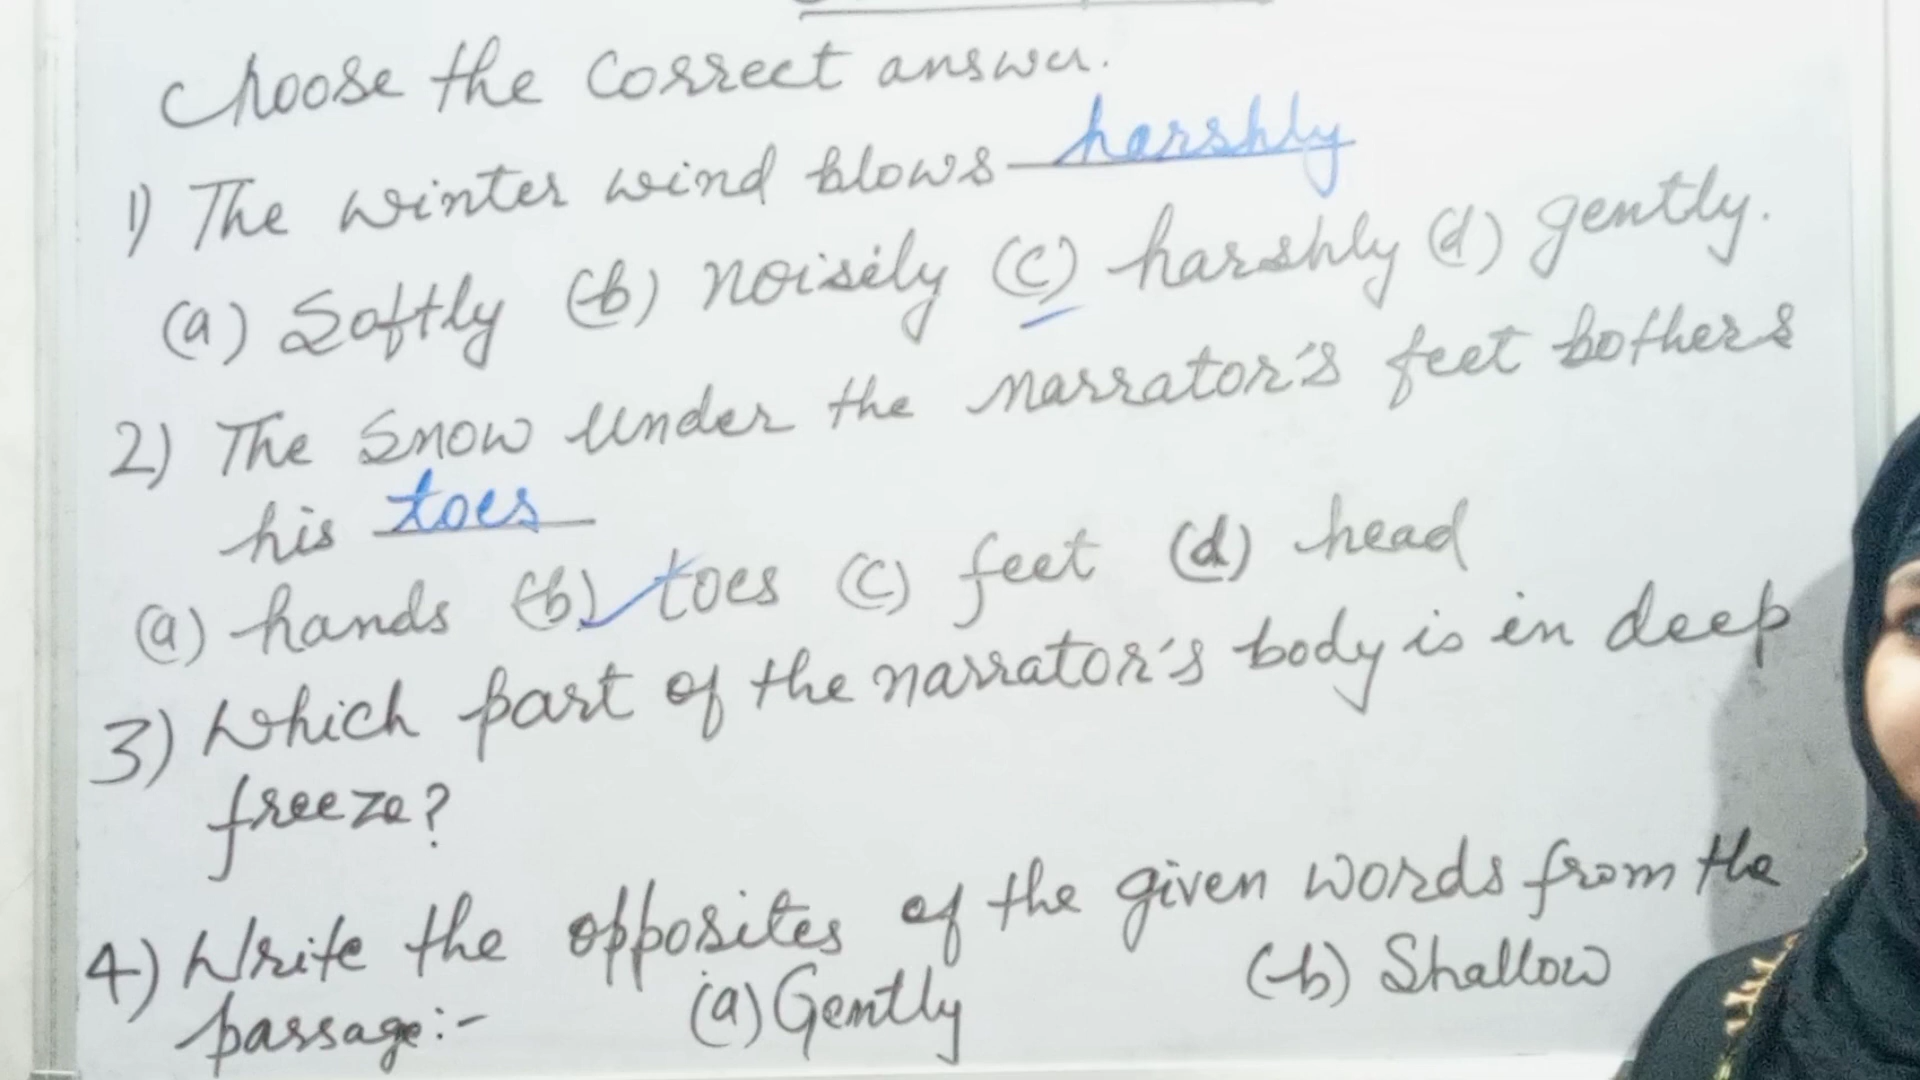 Choose the correct answer.
1) The winter wind blows harshly
(a) Softly (b) noisily (c) harshly (d) gently.
2) The snow under the narrator's feet bothers
his toes
(a) hands (b) toes (c) feet (d) head
3) Which part of the narrator's body is in deep
freeze?
4) Write the opposites of the given words from the
passage:- (a) Gently (b) Shallow